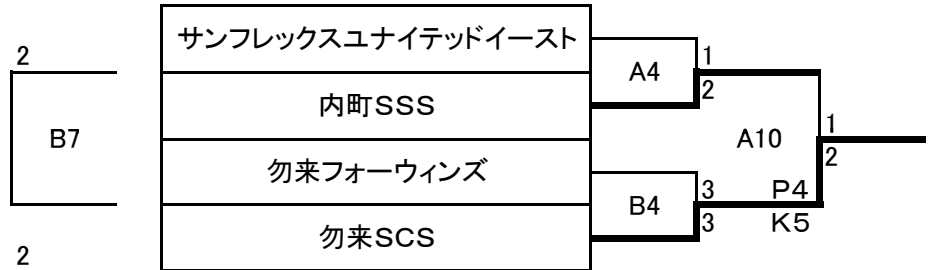 サンフレックスユナイテッドイースト
2
1
A4
2
内町SSS
B7
A10
1
2
勿来フォーウィンズ
3
P4
B4
3
K5
勿来SCS
2